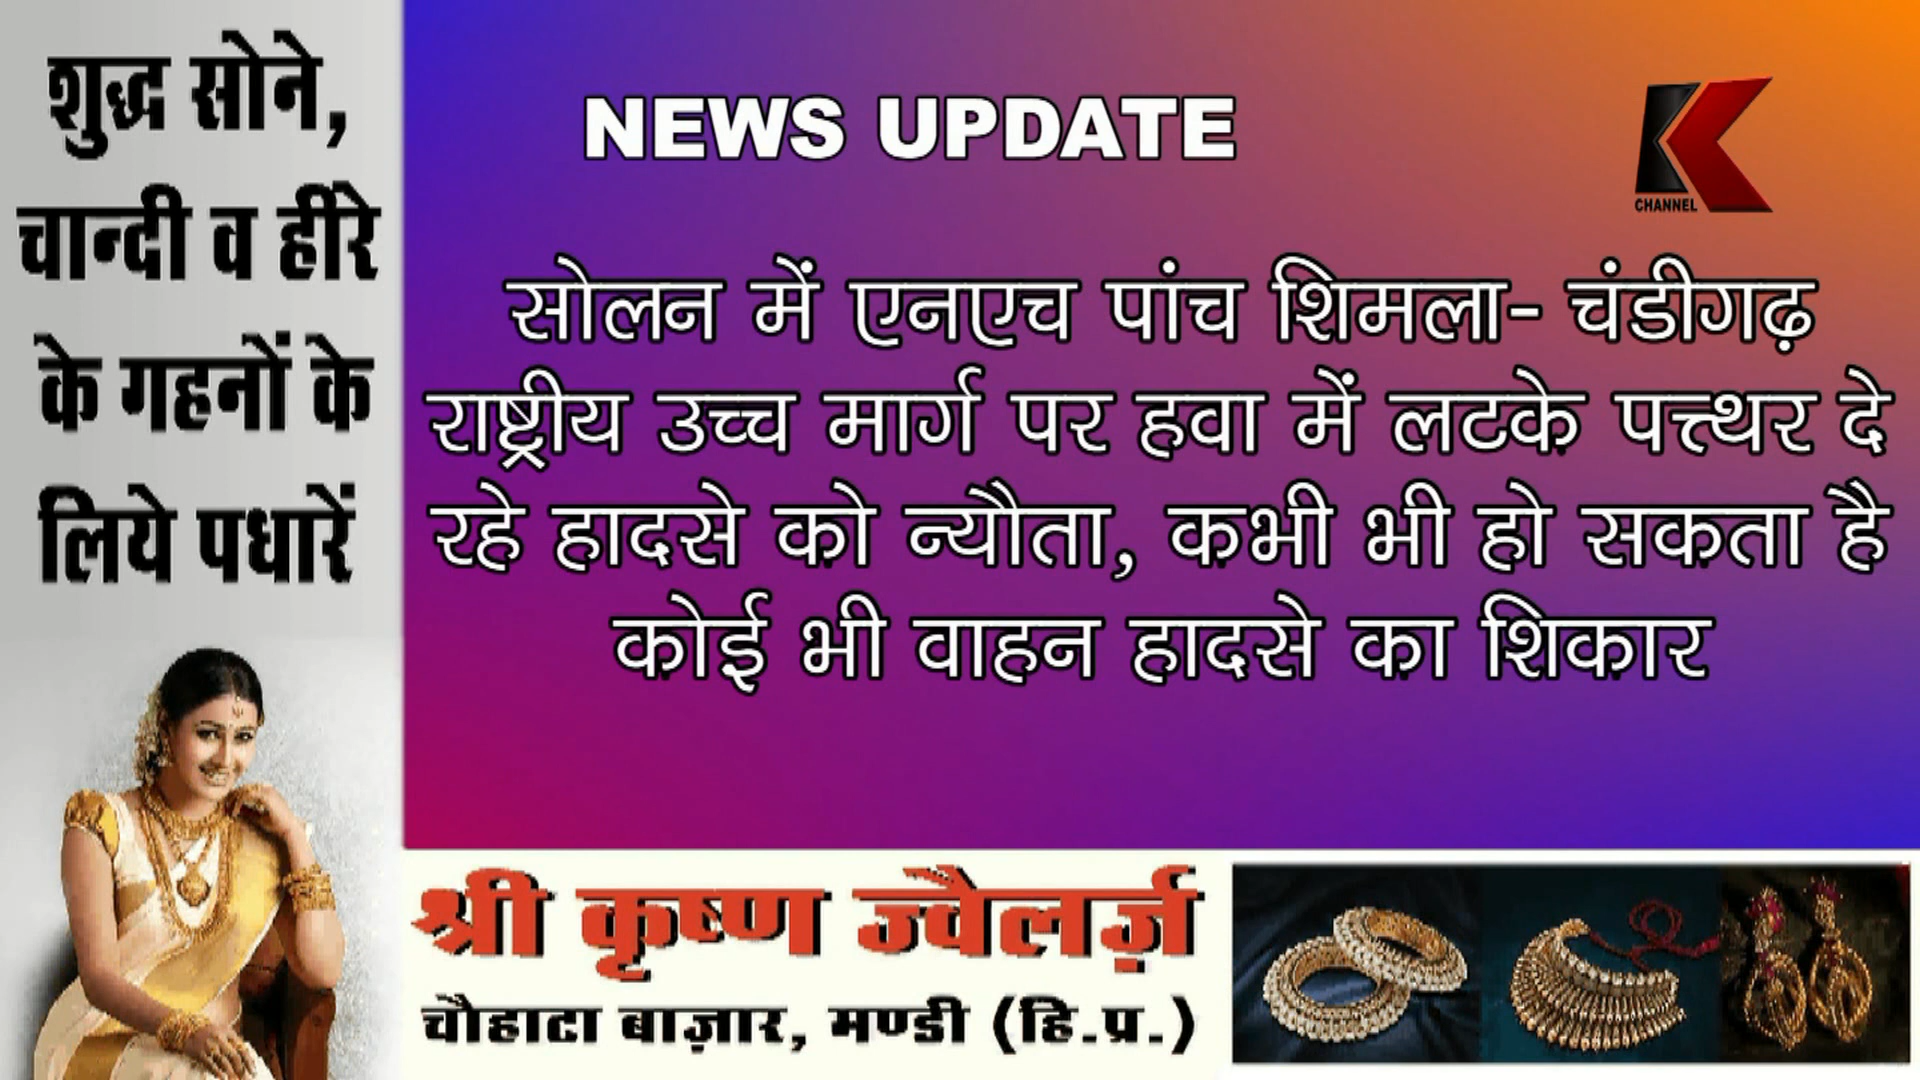 शुद्ध सोने,
चान्दी व हीरे
के गहनों के
लिये पधारें
NEWS UPDATE
CHANNEL
सोलन में एनएच पांच शिमला- चंडीगढ़
राष्ट्रीय उच्च मार्ग पर हवा में लटके पत्त्थर दे
रहे हादसे को न्यौता, कभी भी हो सकता है
कोई भी वाहन हादसे का शिकार
श्री कृष्ण ज्वैलर्ज़
चौहाटा बाज़ार, मण्डी (हि.प्र.)